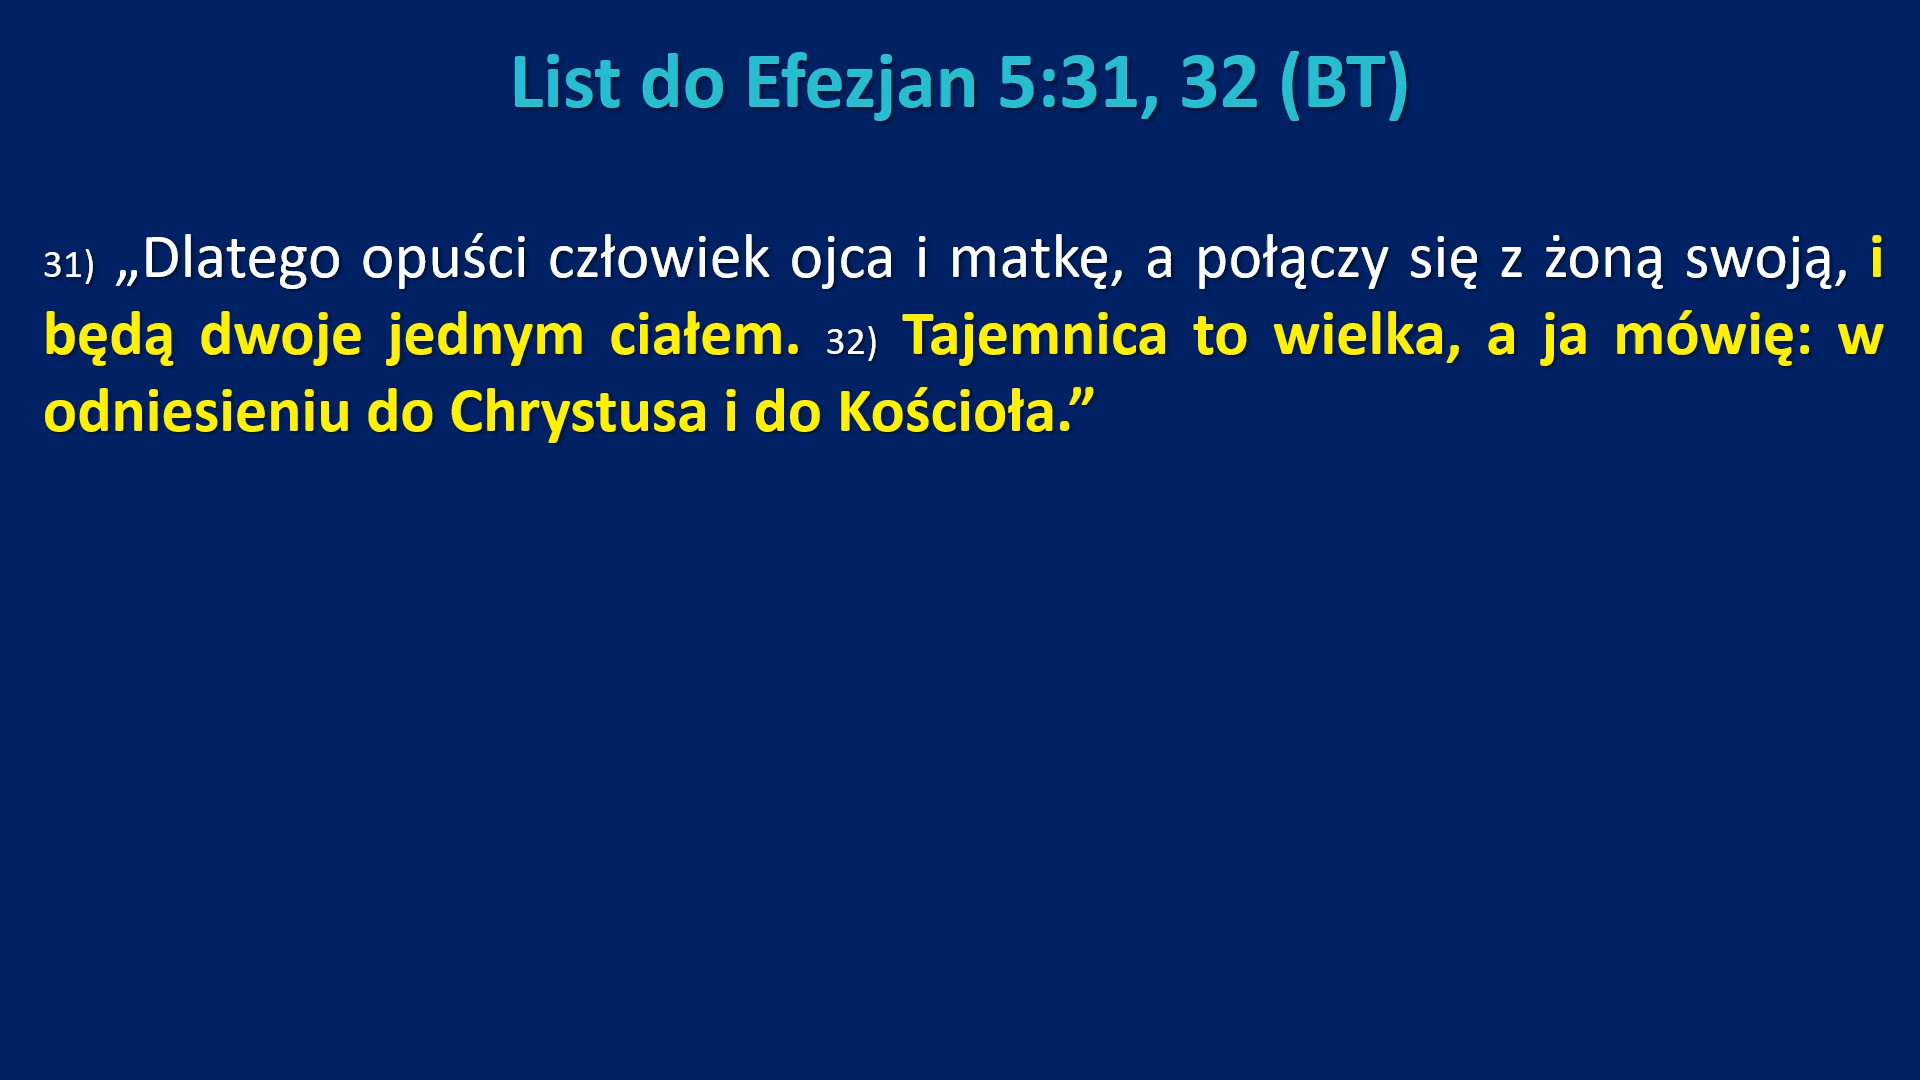 List do Efezjan 5:31, 32 (BT)
31) „Dlatego opuści człowiek ojca i matkę, a połączy się z żoną swoją, i
będą dwoje jednym ciałem. 32) Tajemnica to wielka, a ja mówię: w
odniesieniu do Chrystusa i do Kościoła.”